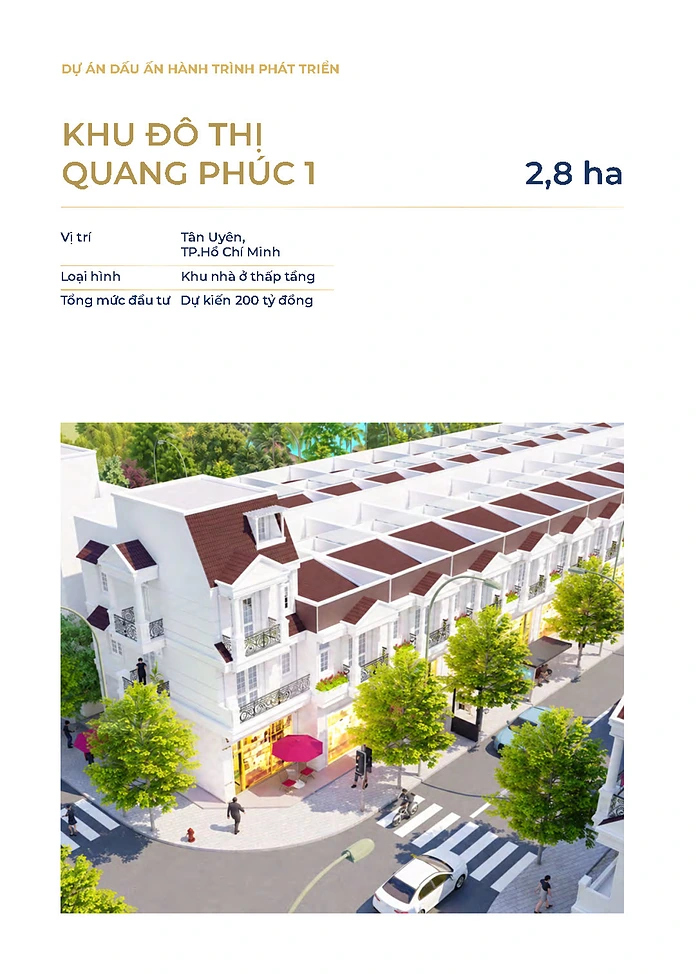 DỰ ÁN DẤU ẤN HÀNH TRÌNH PHÁT TRIỂN
KHU ĐÔ THỊ
QUANG PHÚC 1
2,8 ha
Vị trí
Tân Uyên,
TP.Hồ Chí Minh
Loại hình
Khu nhà ở thấp tầng
Tổng mức đầu tư
Dự kiến 200 tỷ đồng